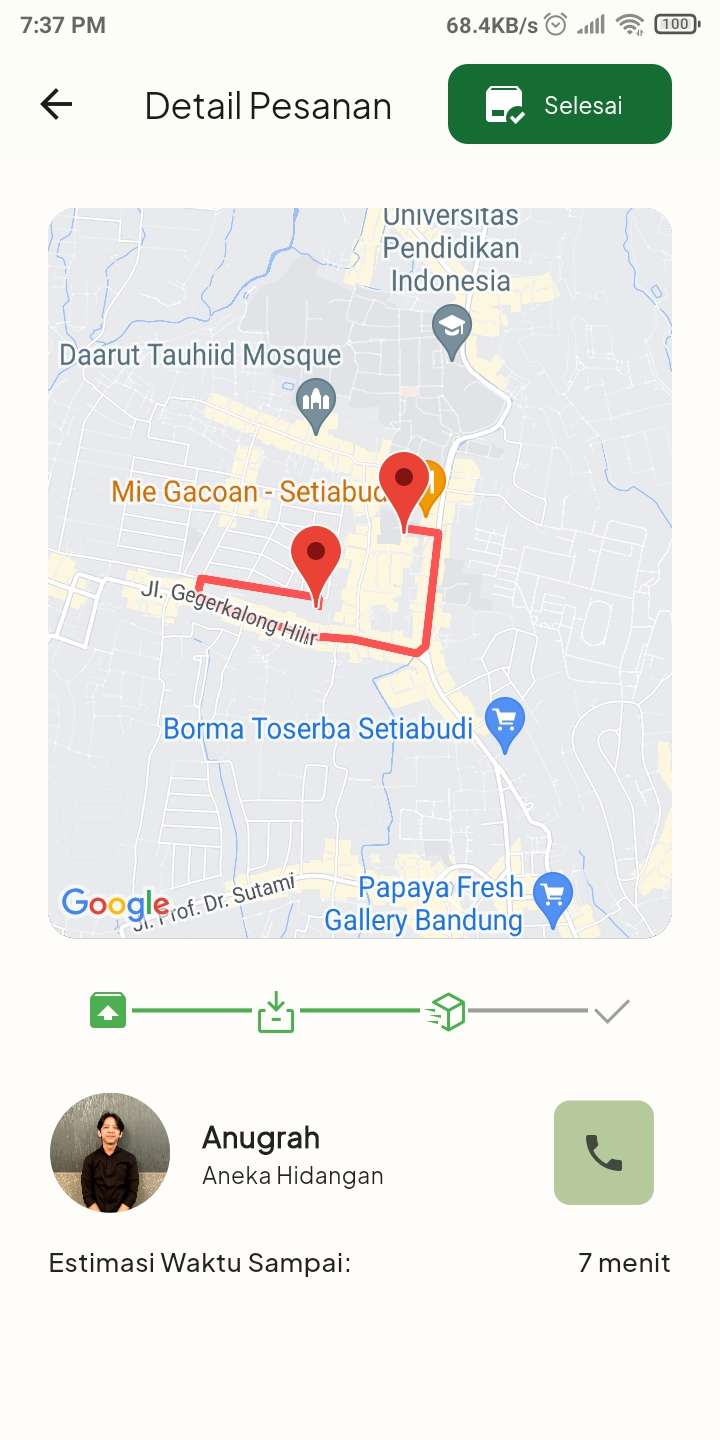 7:37 PM
68.4KB/s
100
Detail Pesanan
Selesai
Universitas
Pendidikan
Indonesia
Daarut Tauhiid Mosque
Mie Gacoan - Setiabud
Jl. Gegerkalong Hilir
Borma Toserba Setiabudi
Papaya Fresh
Gallery Bandung
Jl. Prof. Dr. Sutami
Google
Anugrah
Aneka Hidangan
Estimasi Waktu Sampai:
7 menit